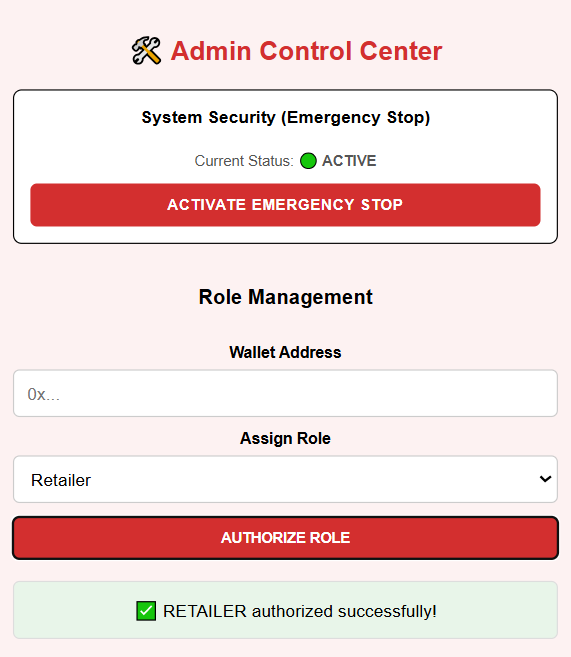 Admin Control Center
System Security (Emergency Stop)
Current Status: ACTIVE
ACTIVATE EMERGENCY STOP
Role Management
Wallet Address
0x...
Assign Role
Retailer
AUTHORIZE ROLE
RETAILER authorized successfully!